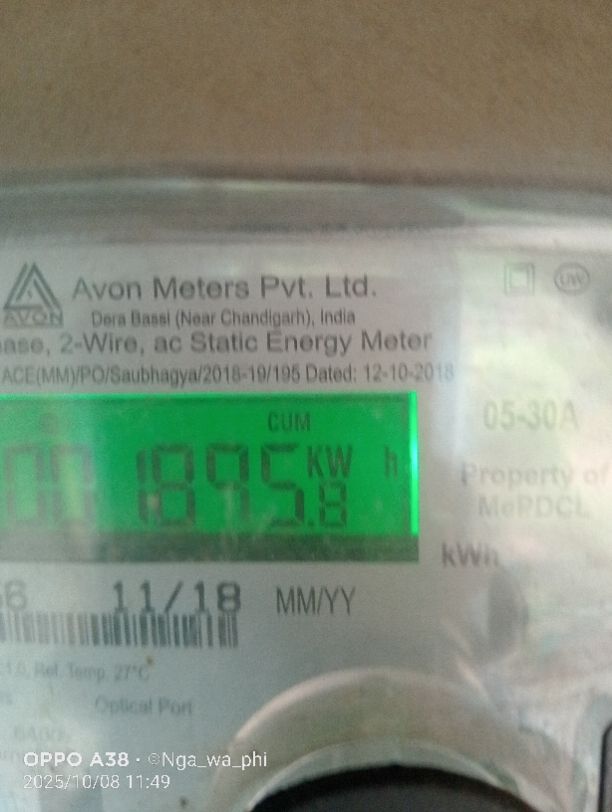 Avon Meters Pvt. Ltd.
AVON
Dera Bassi (Near Chandigarh), India
ase, 2-Wire, ac Static Energy Meter
ACE(MM)/PO/Saubhagya/2018-19/195 Dated: 12-10-2018
CUM
001895.8 KW h
05-30A
Property of
MePDCL
kWh
11/18 MM/YY
Ref. Temp. 27°C
Optical Port
OPPO A38 · ©Nga_wa_phi
2025/10/08 11:49